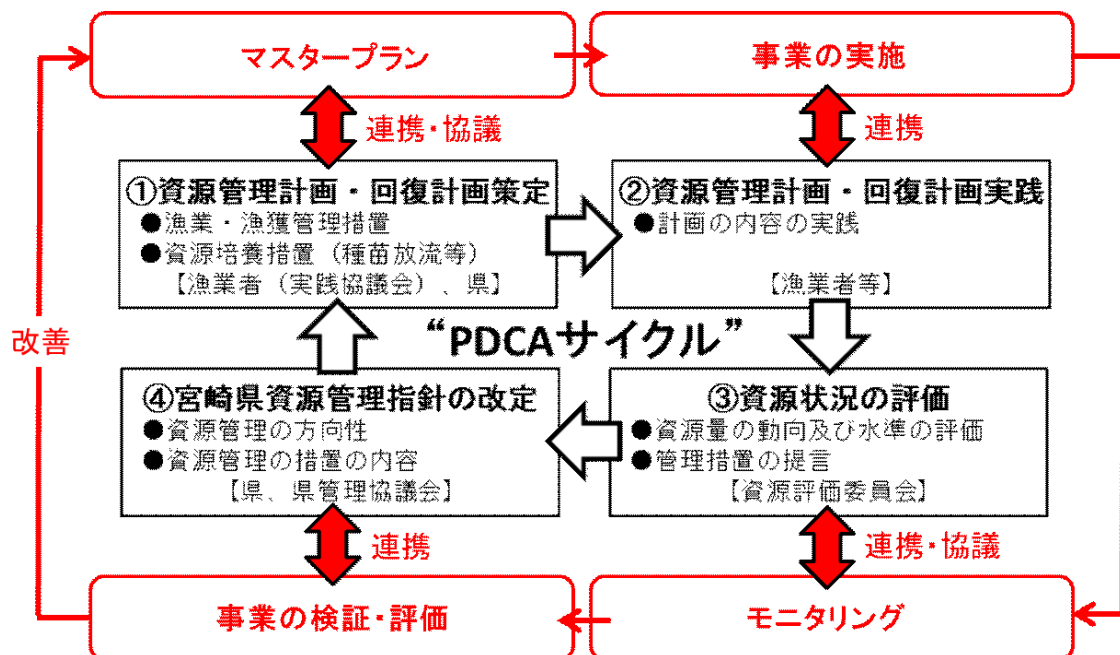 マスタープラン
事業の実施
連携・協議
連携
①資源管理計画・回復計画策定
●漁業・漁獲管理措置
●資源培養措置（種苗放流等）
【漁業者（実践協議会）、県】
②資源管理計画・回復計画実践
●計画の内容の実践
【漁業者等】
改善
“PDCAサイクル”
④宮崎県資源管理指針の改定
●資源管理の方向性
●資源管理の措置の内容
【県、県管理協議会】
③資源状況の評価
●資源量の動向及び水準の評価
●管理措置の提言
【資源評価委員会】
連携
連携・協議
事業の検証・評価
モニタリング